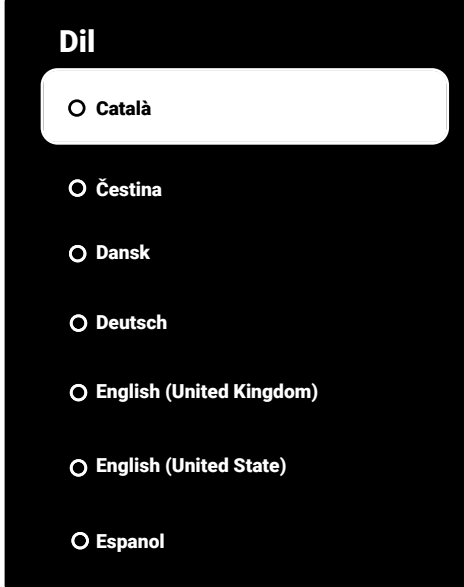 Dil
Català
Čestina
Dansk
Deutsch
English (United Kingdom)
English (United State)
Espanol